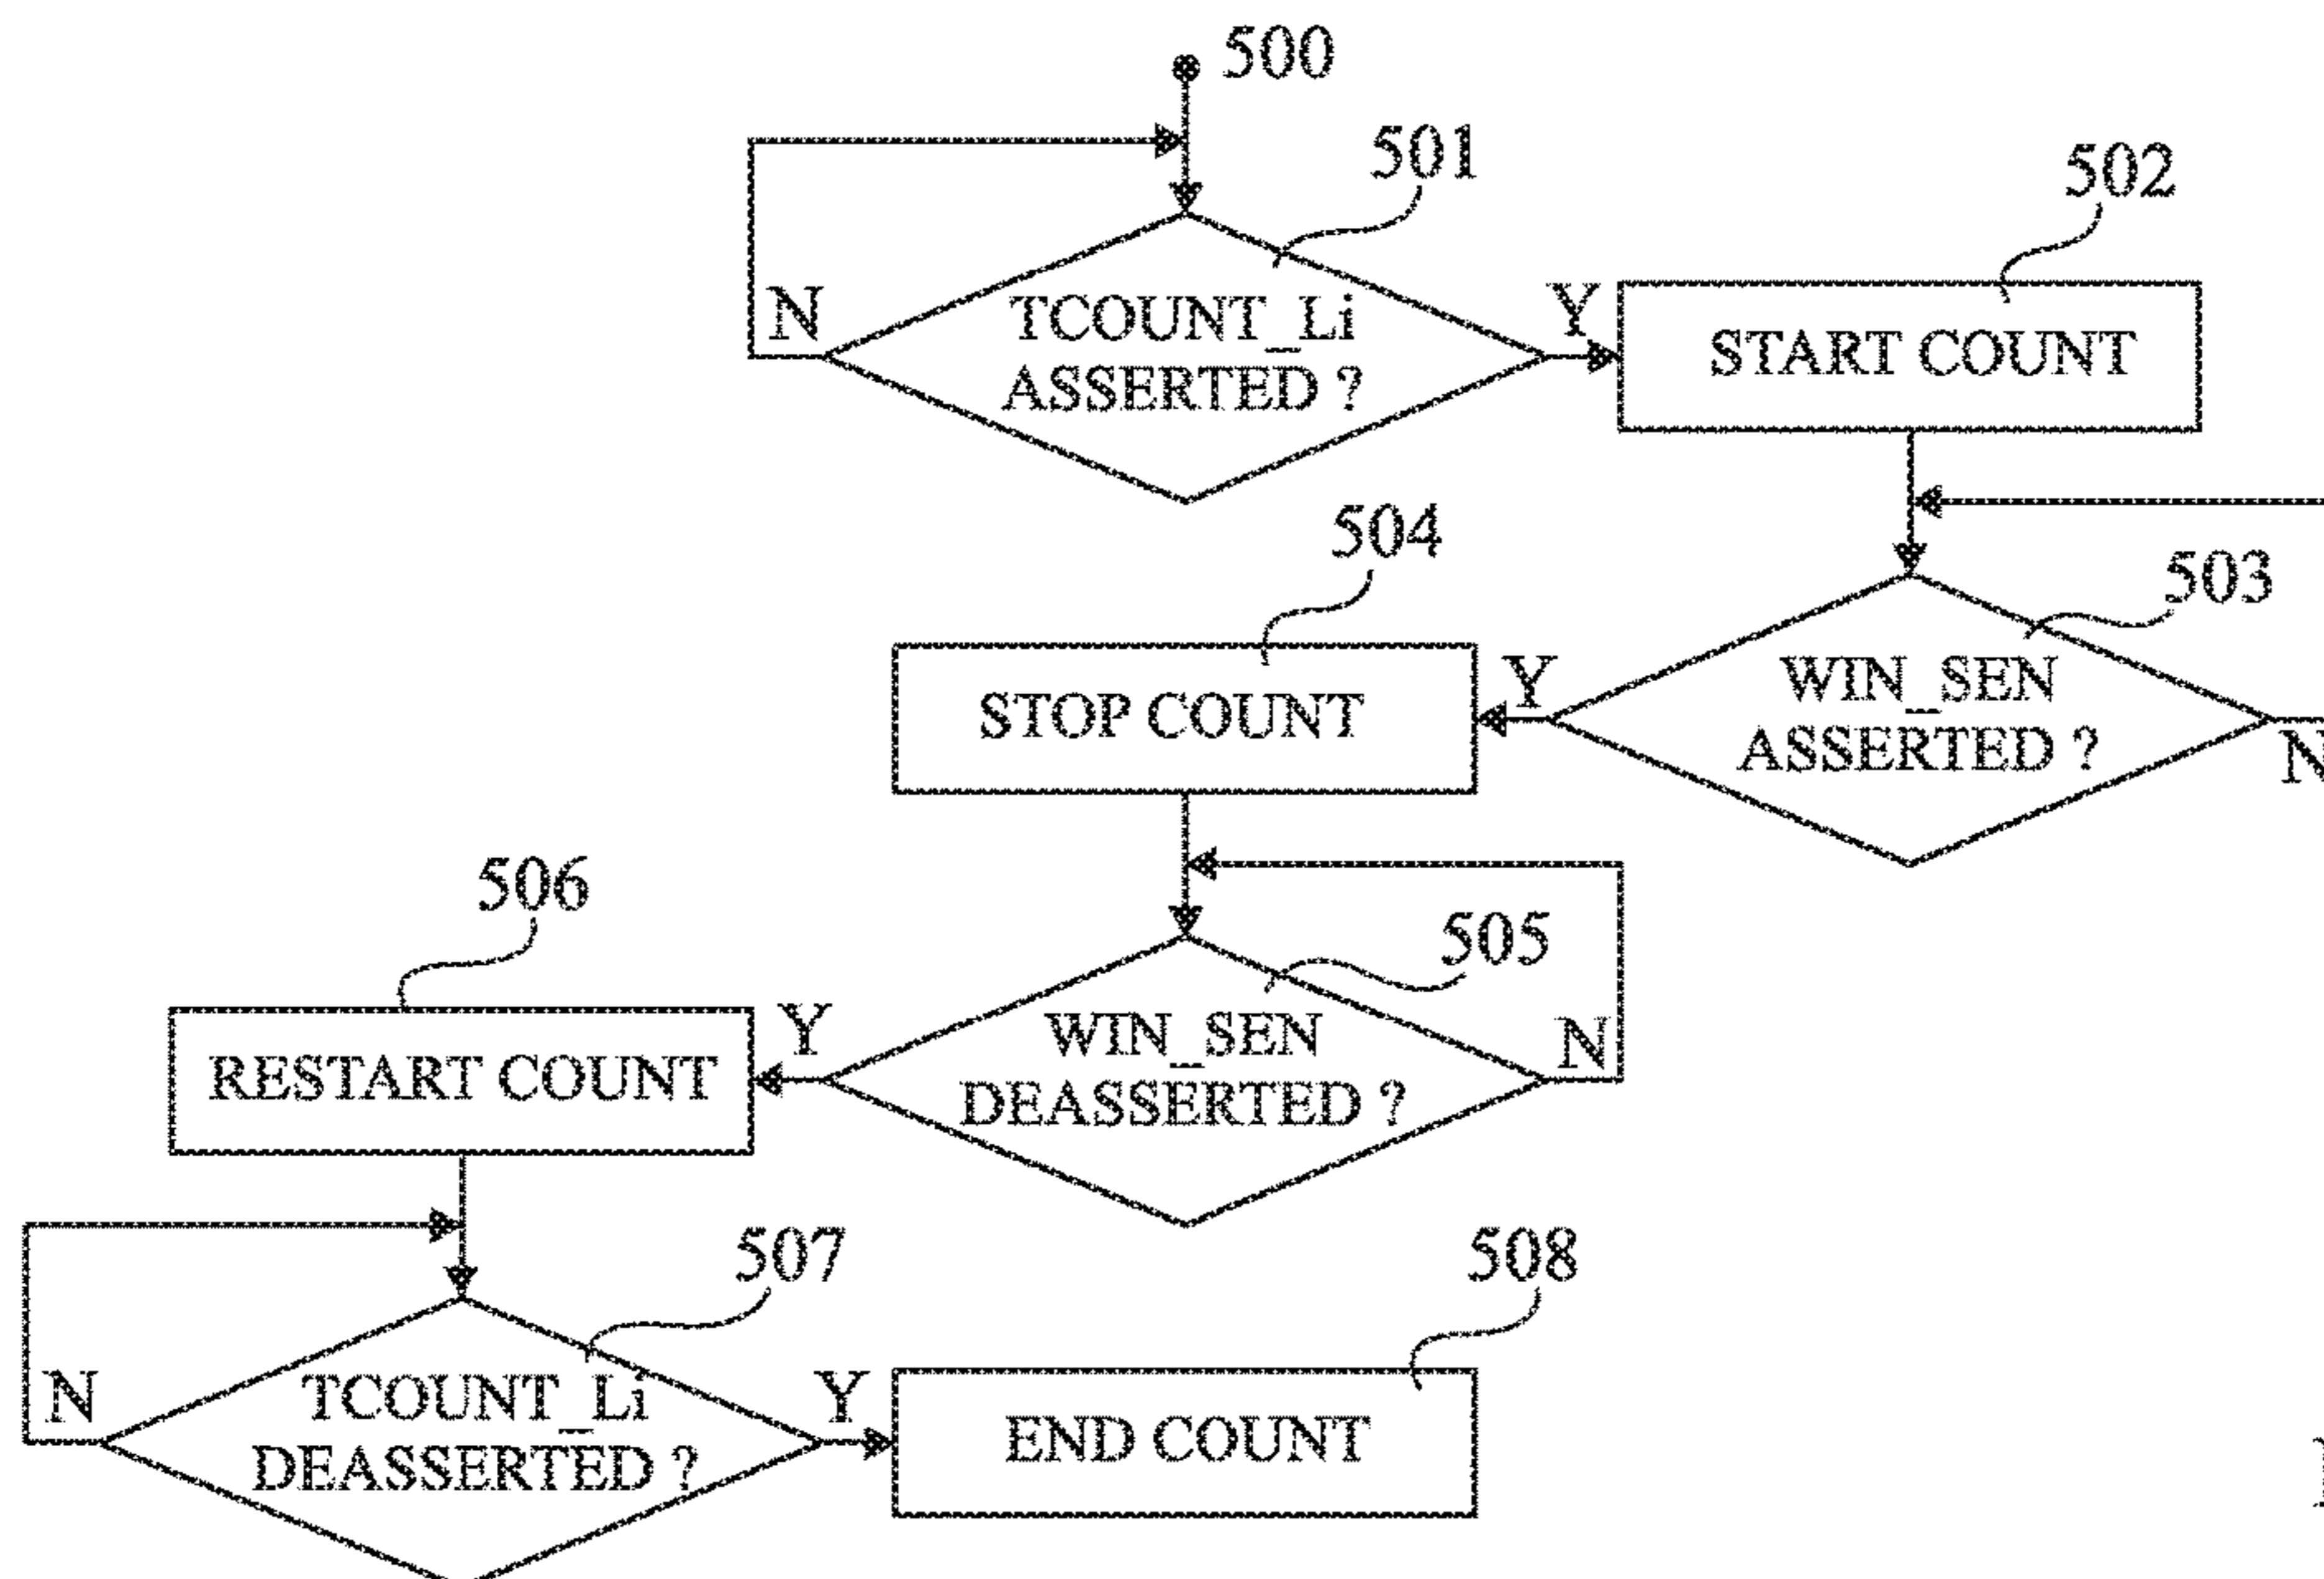 500
501
502
N
TCOUNT_Li
ASSERTED ?
Y
START COUNT
504
503
STOP COUNT
Y
WIN_SEN
ASSERTED ?
N
506
505
RESTART COUNT
Y
WIN_SEN
DEASSERTED ?
N
507
508
N
TCOUNT_Li
DEASSERTED ?
Y
END COUNT